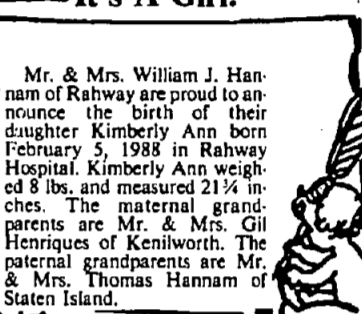 It's A Girl!
Mr. & Mrs. William J. Han-
nam of Rahway are proud to an-
nounce the birth of their
daughter Kimberly Ann born
February 5, 1988 in Rahway
Hospital. Kimberly Ann weigh-
ed 8 lbs. and measured 21¼ in-
ches. The maternal grand-
parents are Mr. & Mrs. Gil
Henriques of Kenilworth. The
paternal grandparents are Mr.
& Mrs. Thomas Hannam of
Staten Island.